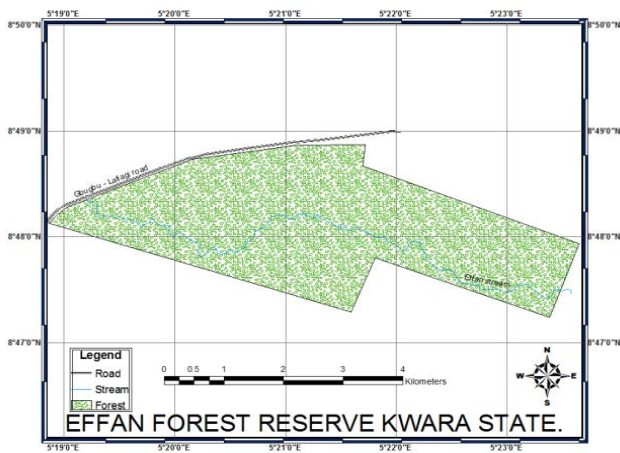 5°19'0"E 5°20'0"E 5°21'0"E 5°22'0"E 5°23'0"E
8°50'0"N 8°50'0"N
8°49'0"N 8°49'0"N
Gbugbu - Lafiagi road
8°48'0"N 8°48'0"N
Effan stream
8°47'0"N 8°47'0"N
Legend
Road
Stream
Forest
0 0.5 1 2 3 4
Kilometers
N
W E
S
EFFAN FOREST RESERVE KWARA STATE.
5°19'0"E 5°20'0"E 5°21'0"E 5°22'0"E 5°23'0"E